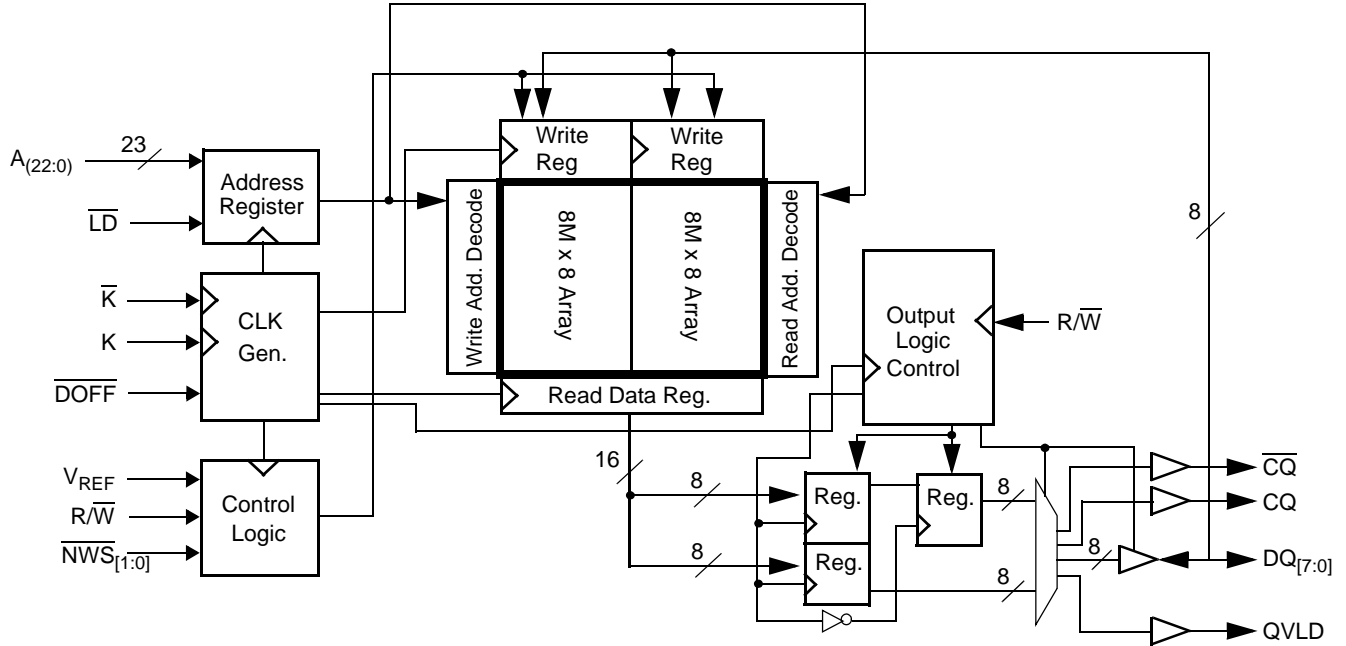 A(22:0)
23
LD
Address
Register
K
K
DOFF
CLK
Gen.
VREF
R/W
NWS[1:0]
Control
Logic
Write
Reg
Write
Reg
Write Add. Decode
8M x 8 Array
8M x 8 Array
Read Add. Decode
Read Data Reg.
16
8
8
8
Output
Logic
Control
R/W
Reg.
Reg.
Reg.
8
8
8
CQ
CQ
DQ[7:0]
QVLD